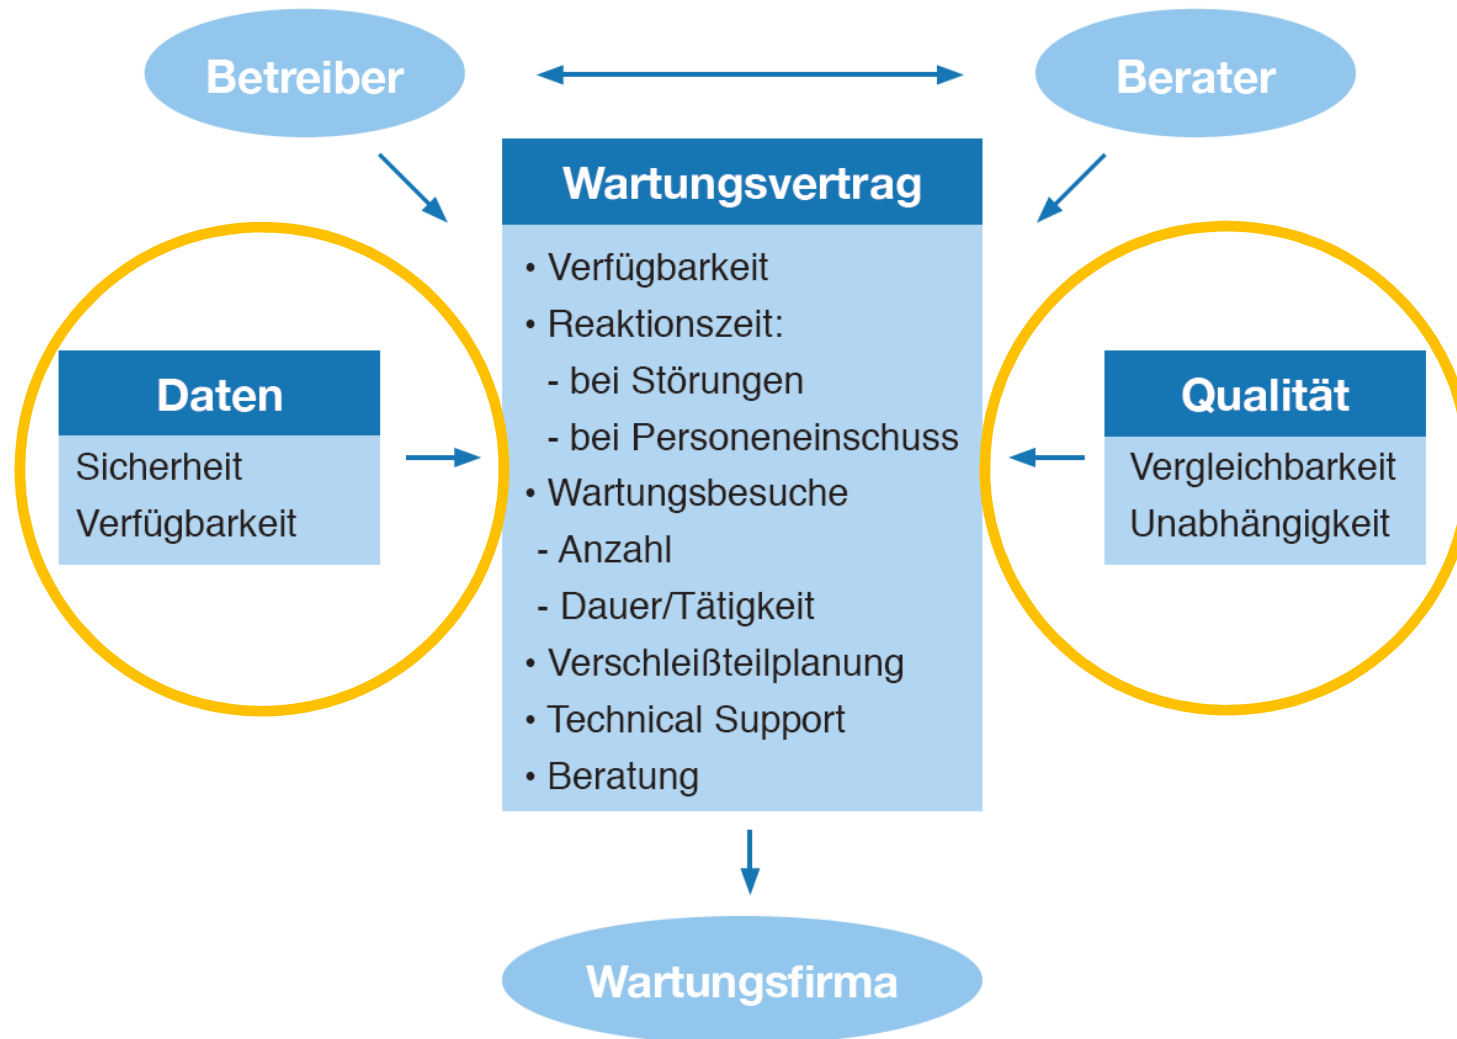 Betreiber
Berater
Wartungsvertrag
• Verfügbarkeit
• Reaktionszeit:
- bei Störungen
- bei Personeneinschuss
• Wartungsbesuche
- Anzahl
- Dauer/Tätigkeit
• Verschleißteilplanung
• Technical Support
• Beratung
Daten
Sicherheit
Verfügbarkeit
Qualität
Vergleichbarkeit
Unabhängigkeit
Wartungsfirma